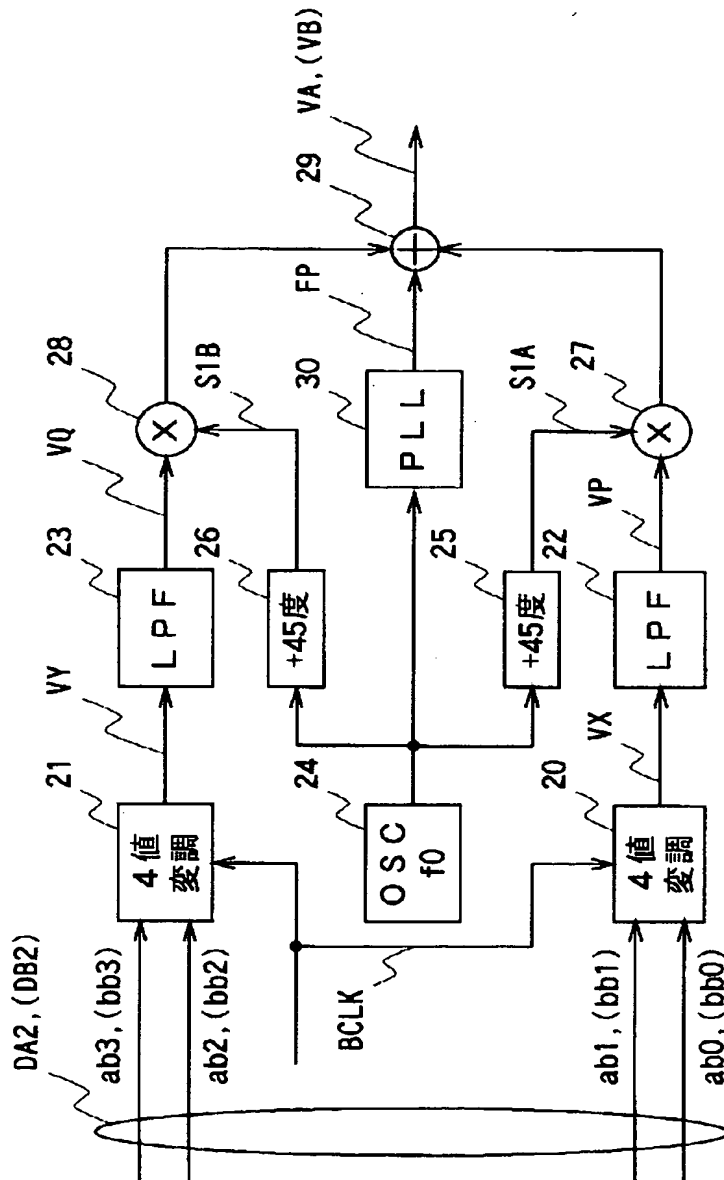 DA2,(DB2)
ab3,(bb3)
ab2,(bb2)
21
4値
変調
VY
23
LPF
VQ
28
×
S1B
26
+45度
24
OSC
f0
30
PLL
FP
29
+
VA,(VB)
25
+45度
S1A
27
×
BCLK
ab1,(bb1)
ab0,(bb0)
20
4値
変調
VX
22
LPF
VP